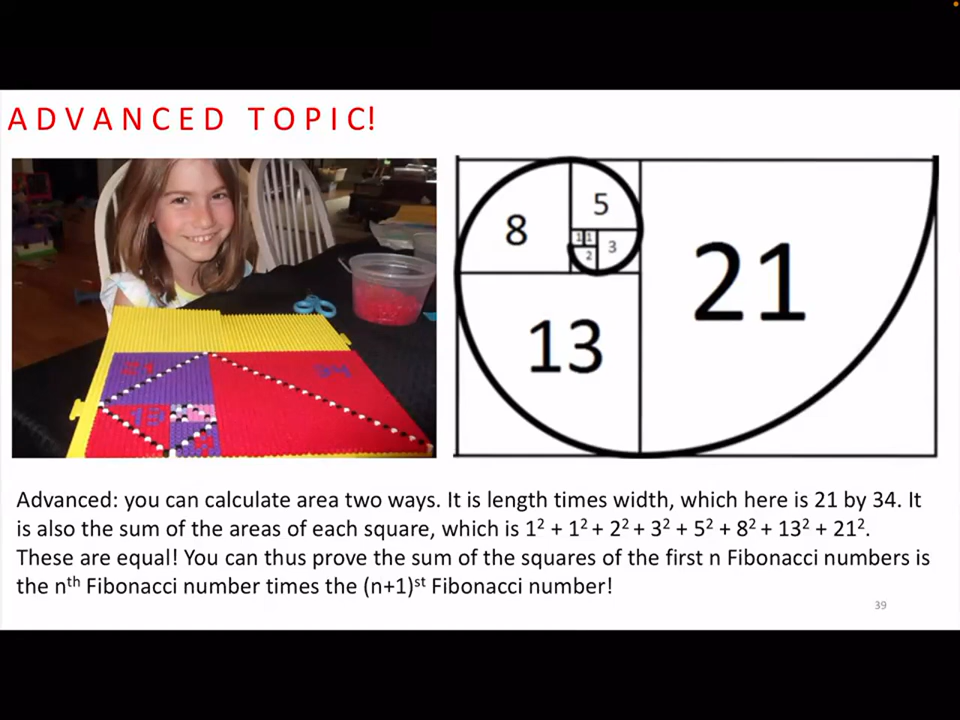 A D V A N C E D T O P I C!
21
34
13
8
5
1 1
3
2
13
21
Advanced: you can calculate area two ways. It is length times width, which here is 21 by 34. It
is also the sum of the areas of each square, which is 1² + 1² + 2² + 3² + 5² + 8² + 13² + 21².
These are equal! You can thus prove the sum of the squares of the first n Fibonacci numbers is
the nᵗʰ Fibonacci number times the (n+1)ˢᵗ Fibonacci number!
39